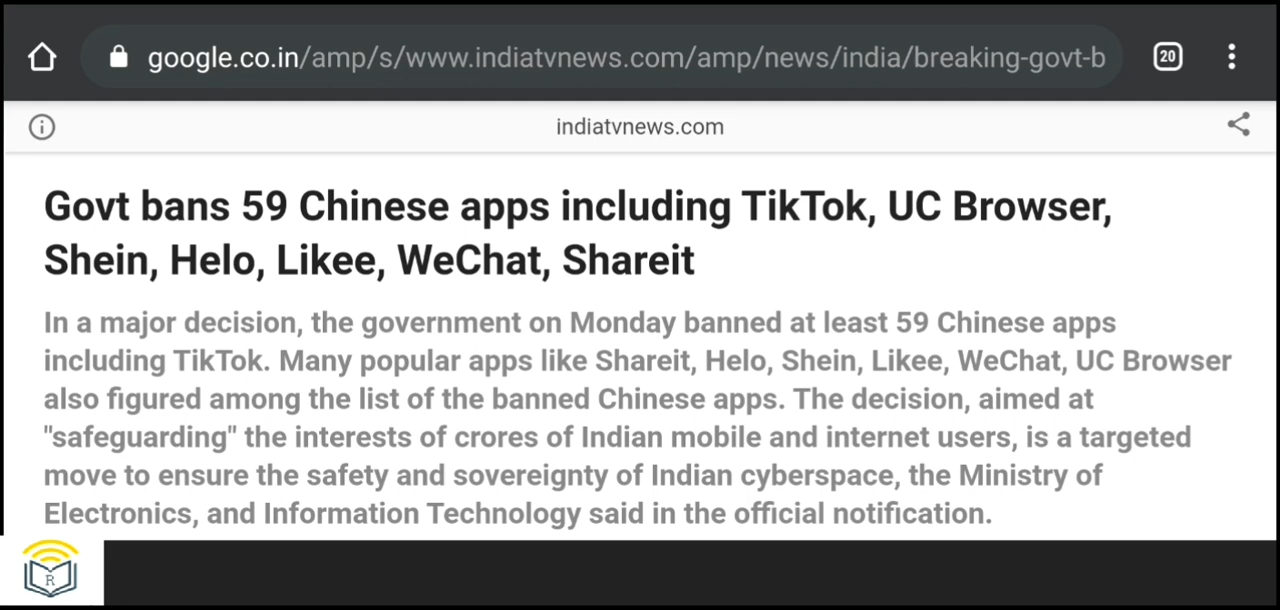 google.co.in/amp/s/www.indiatvnews.com/amp/news/india/breaking-govt-b
20
indiatvnews.com
Govt bans 59 Chinese apps including TikTok, UC Browser,
Shein, Helo, Likee, WeChat, Shareit
In a major decision, the government on Monday banned at least 59 Chinese apps
including TikTok. Many popular apps like Shareit, Helo, Shein, Likee, WeChat, UC Browser
also figured among the list of the banned Chinese apps. The decision, aimed at
"safeguarding" the interests of crores of Indian mobile and internet users, is a targeted
move to ensure the safety and sovereignty of Indian cyberspace, the Ministry of
Electronics, and Information Technology said in the official notification.
R